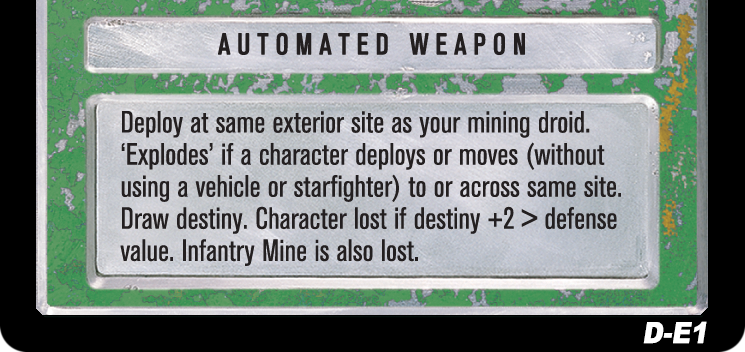 AUTOMATED WEAPON
Deploy at same exterior site as your mining droid.
‘Explodes’ if a character deploys or moves (without
using a vehicle or starfighter) to or across same site.
Draw destiny. Character lost if destiny +2 > defense
value. Infantry Mine is also lost.
D-E1